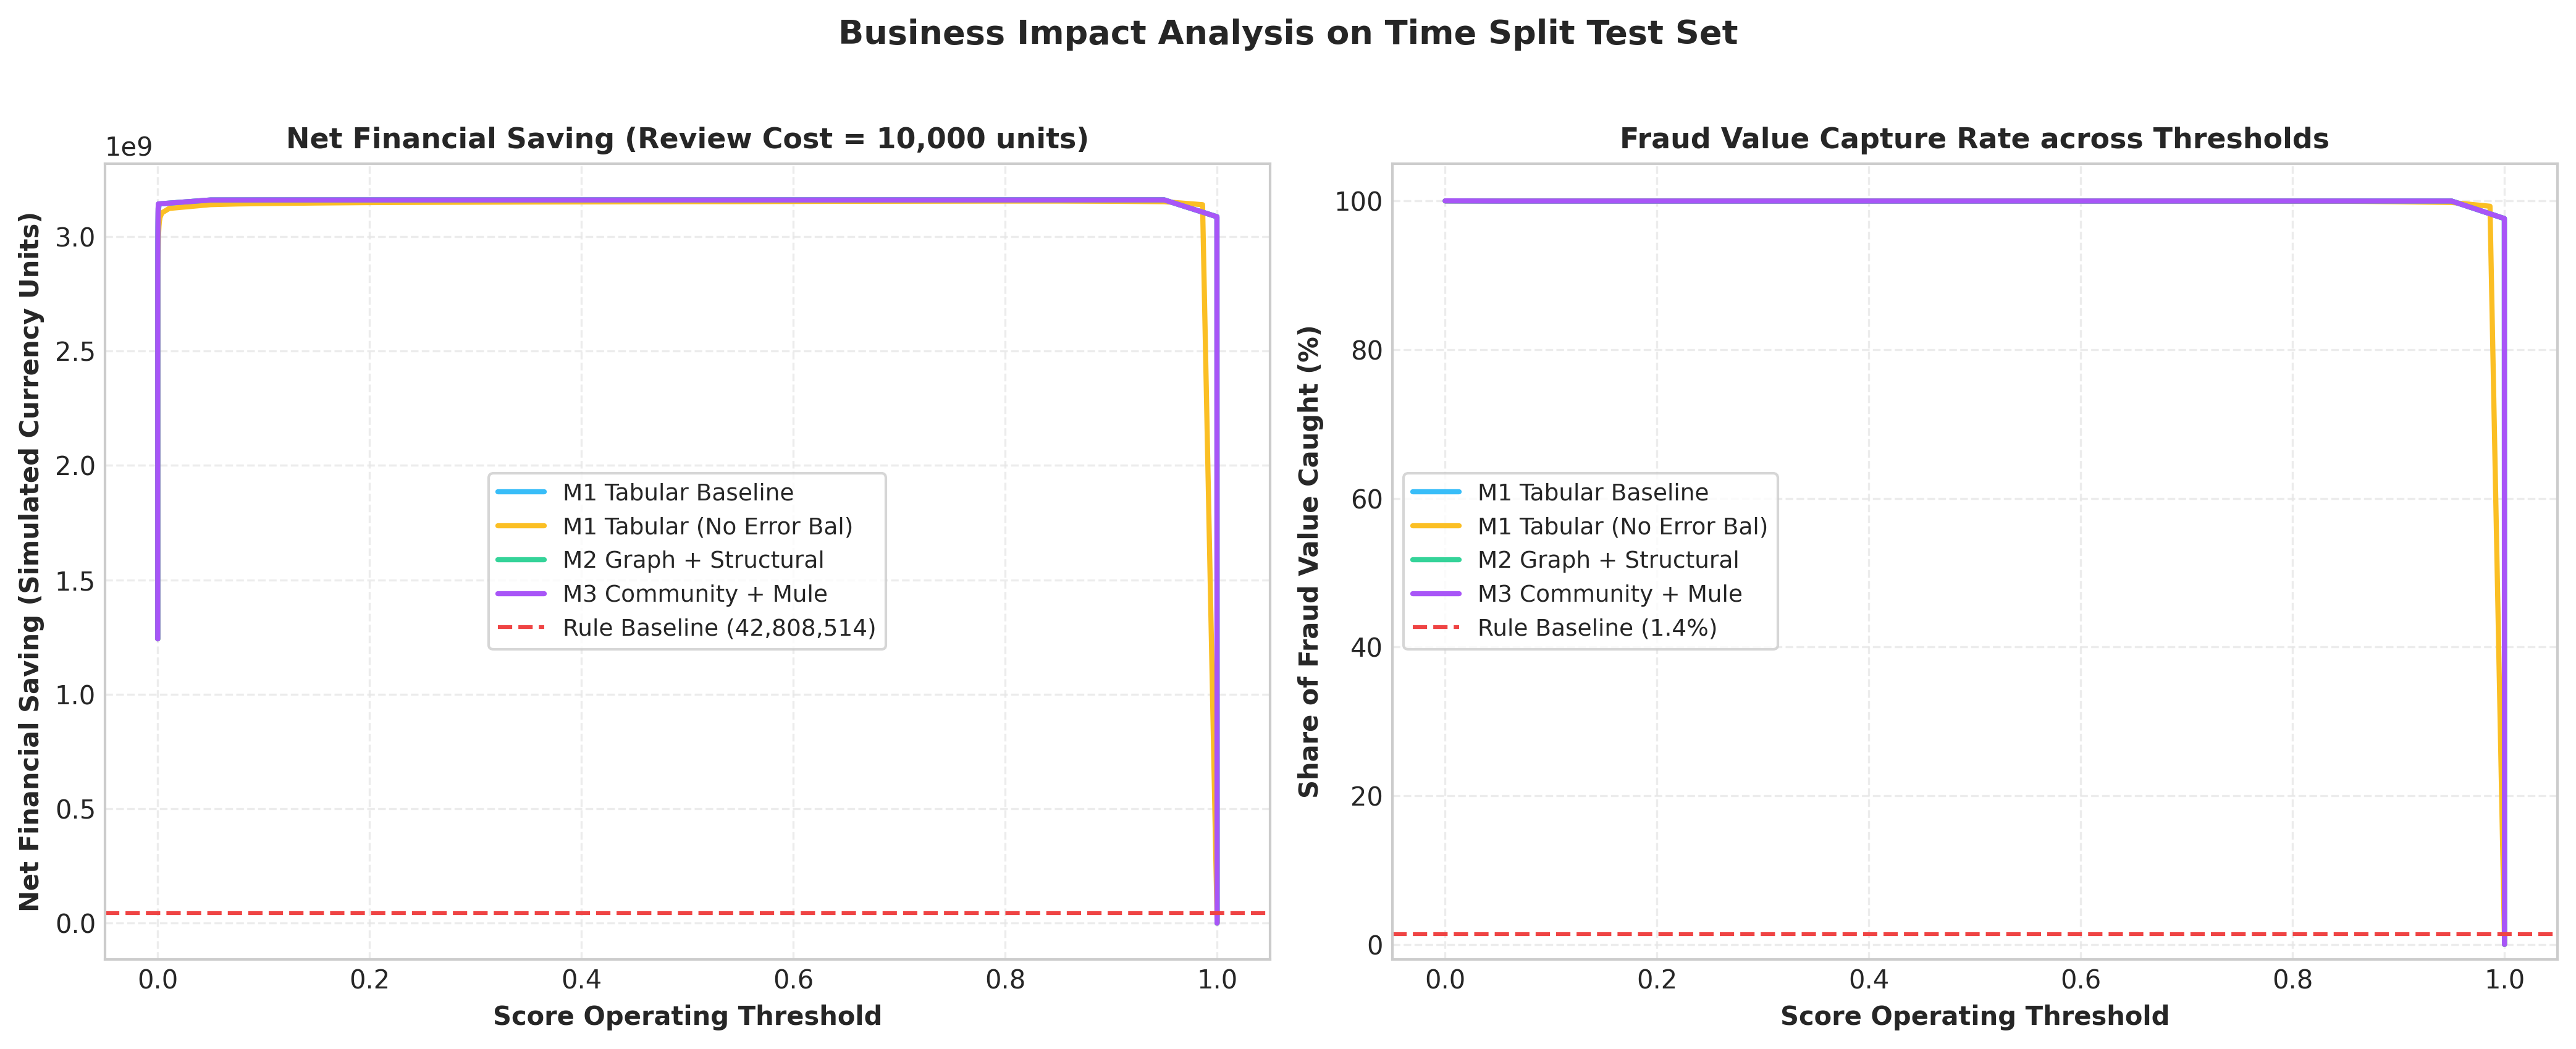 Business Impact Analysis on Time Split Test Set
Net Financial Saving (Review Cost = 10,000 units)
1e9
Net Financial Saving (Simulated Currency Units)
3.0
2.5
2.0
1.5
1.0
0.5
0.0
M1 Tabular Baseline
M1 Tabular (No Error Bal)
M2 Graph + Structural
M3 Community + Mule
Rule Baseline (42,808,514)
0.0 0.2 0.4 0.6 0.8 1.0
Score Operating Threshold
Fraud Value Capture Rate across Thresholds
Share of Fraud Value Caught (%)
100
80
60
40
20
0
M1 Tabular Baseline
M1 Tabular (No Error Bal)
M2 Graph + Structural
M3 Community + Mule
Rule Baseline (1.4%)
0.0 0.2 0.4 0.6 0.8 1.0
Score Operating Threshold